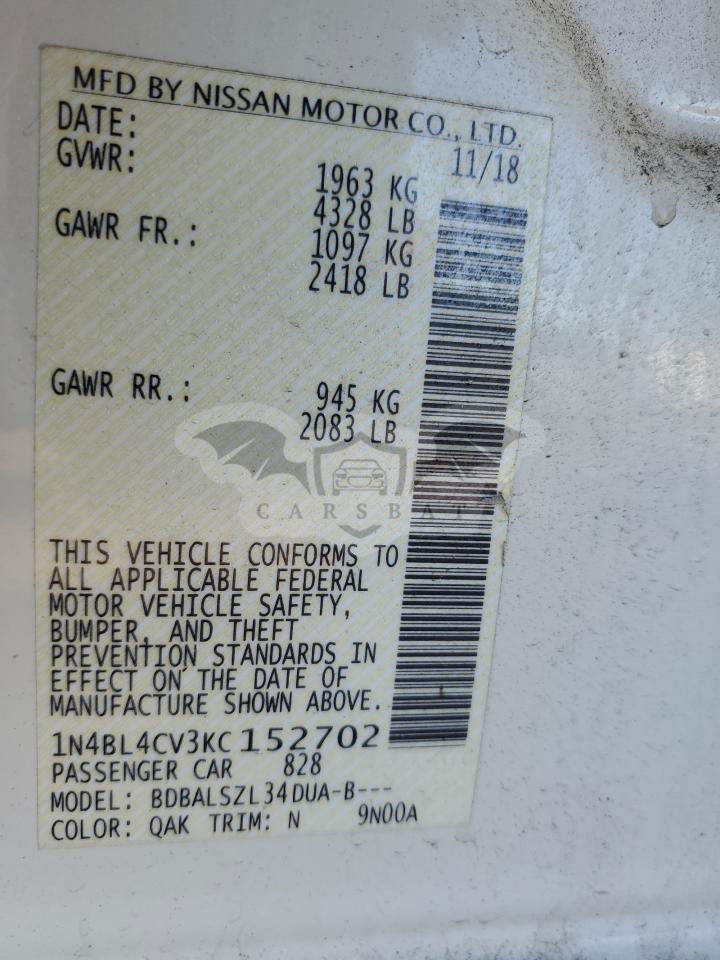 MFD BY NISSAN MOTOR CO., LTD.
DATE: 11/18
GVWR: 1963 KG
4328 LB
GAWR FR.: 1097 KG
2418 LB
GAWR RR.: 945 KG
2083 LB
CARSBAT
THIS VEHICLE CONFORMS TO
ALL APPLICABLE FEDERAL
MOTOR VEHICLE SAFETY,
BUMPER, AND THEFT
PREVENTION STANDARDS IN
EFFECT ON THE DATE OF
MANUFACTURE SHOWN ABOVE.
1N4BL4CV3KC152702
PASSENGER CAR 828
MODEL: BDBALSZL34DUA-B---
COLOR: QAK TRIM: N 9N00A